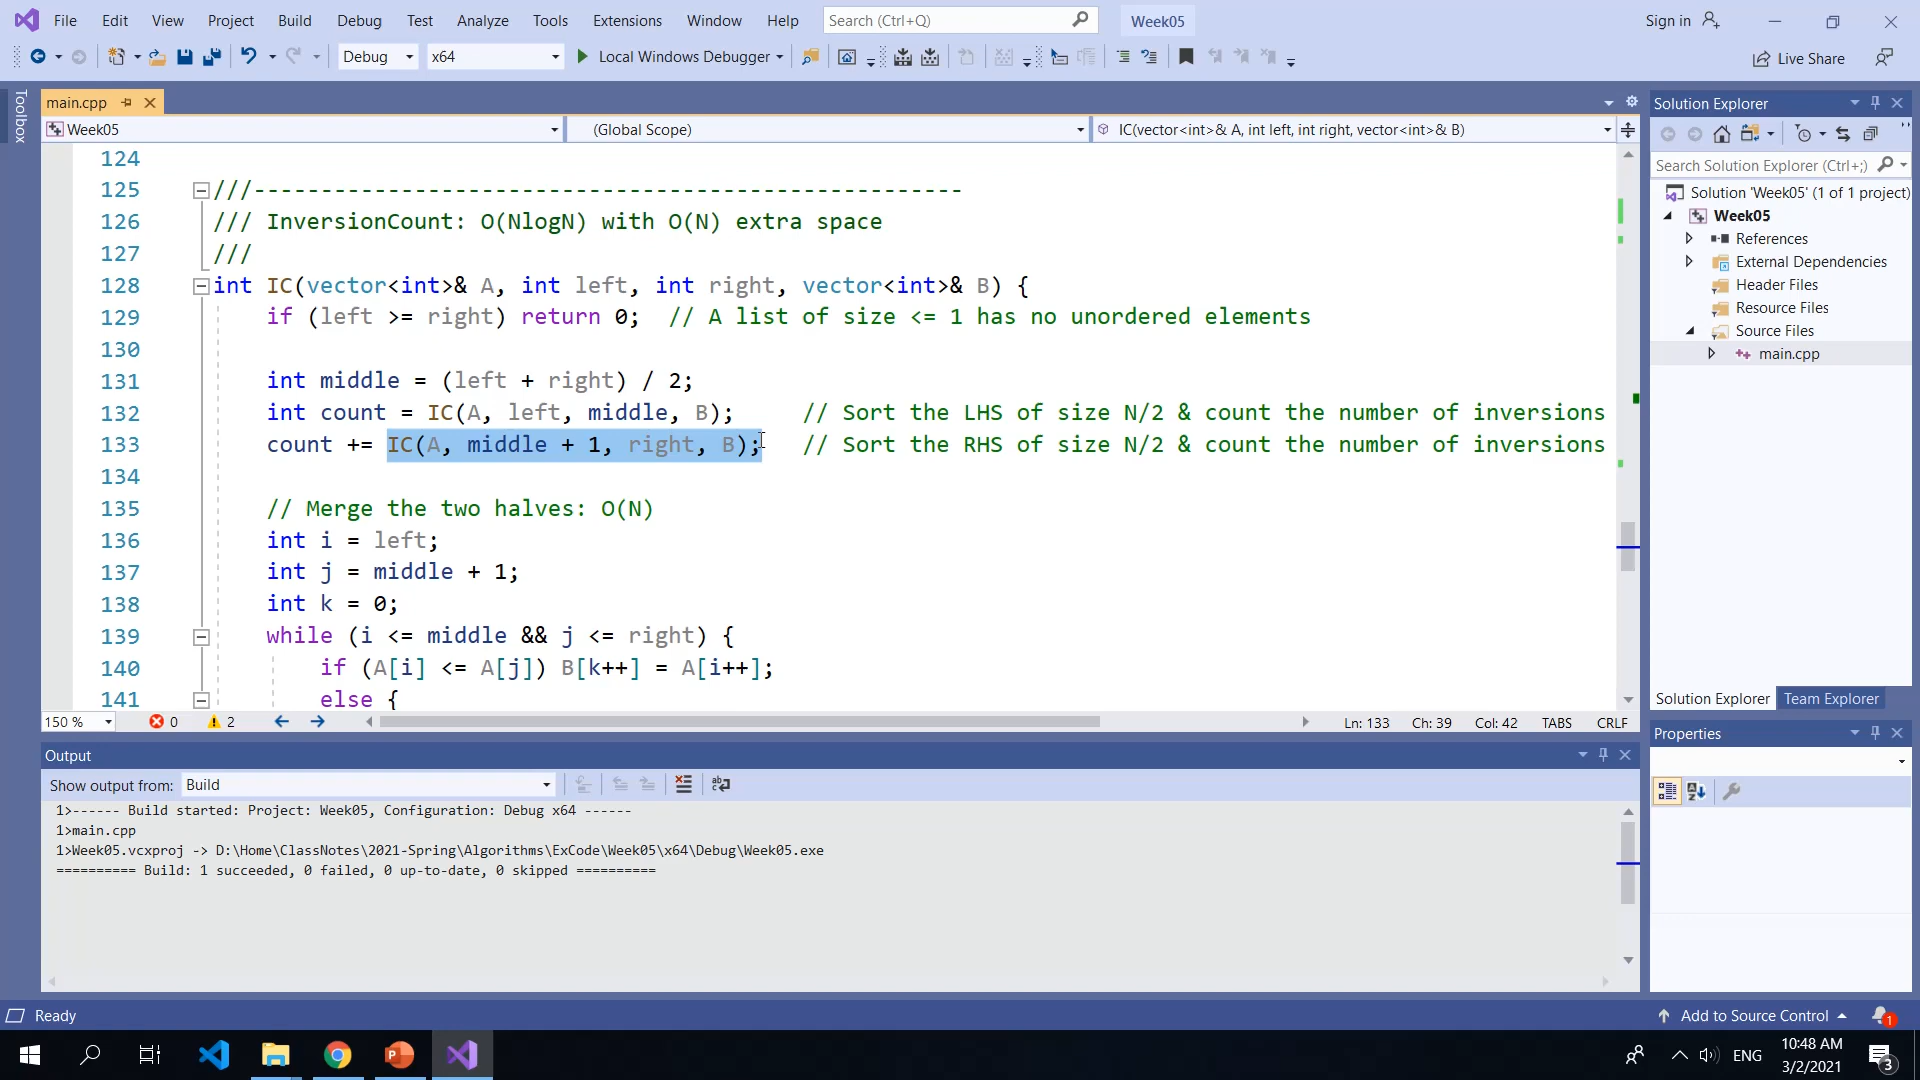 File Edit View Project Build Debug Test Analyze Tools Extensions Window Help Search (Ctrl+Q) Week05 Sign in
Debug x64 Local Windows Debugger Live Share
Toolbox
main.cpp
Week05 (Global Scope) IC(vector<int>& A, int left, int right, vector<int>& B)
124
125 ///-----------------------------------------------------
126 /// InversionCount: O(NlogN) with O(N) extra space
127 ///
128 int IC(vector<int>& A, int left, int right, vector<int>& B) {
129 if (left >= right) return 0; // A list of size <= 1 has no unordered elements
130
131 int middle = (left + right) / 2;
132 int count = IC(A, left, middle, B); // Sort the LHS of size N/2 & count the number of inversions
133 count += IC(A, middle + 1, right, B); // Sort the RHS of size N/2 & count the number of inversions
134
135 // Merge the two halves: O(N)
136 int i = left;
137 int j = middle + 1;
138 int k = 0;
139 while (i <= middle && j <= right) {
140 if (A[i] <= A[j]) B[k++] = A[i++];
141 else {
150 % 0 2 Ln: 133 Ch: 39 Col: 42 TABS CRLF
Output
Show output from: Build
1>------ Build started: Project: Week05, Configuration: Debug x64 ------
1>main.cpp
1>Week05.vcxproj -> D:\Home\ClassNotes\2021-Spring\Algorithms\ExCode\Week05\x64\Debug\Week05.exe
========== Build: 1 succeeded, 0 failed, 0 up-to-date, 0 skipped ==========
Solution Explorer
Search Solution Explorer (Ctrl+;)
Solution 'Week05' (1 of 1 project)
Week05
References
External Dependencies
Header Files
Resource Files
Source Files
main.cpp
Solution Explorer Team Explorer
Properties
Ready Add to Source Control 1
ENG 10:48 AM
3/2/2021 3